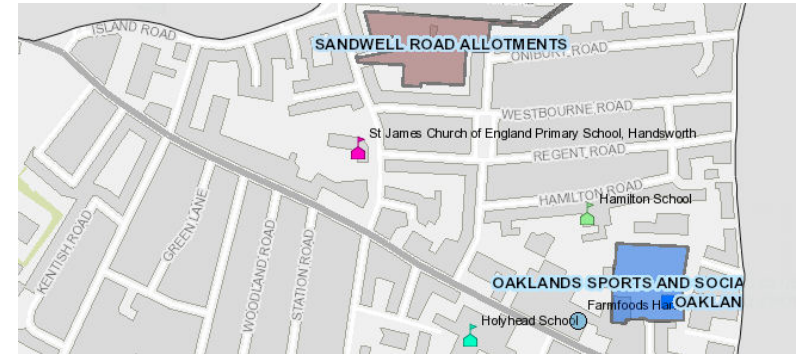 ISLAND ROAD
SANDWELL ROAD ALLOTMENTS
ONIBURY ROAD
WESTBOURNE ROAD
St James Church of England Primary School, Handsworth
REGENT ROAD
HAMILTON ROAD
Hamilton School
KENTISH ROAD
GREEN LANE
WOODLAND ROAD
STATION ROAD
OAKLANDS SPORTS AND SOCIA
Farmfoods Han
OAKLAN
Holyhead School